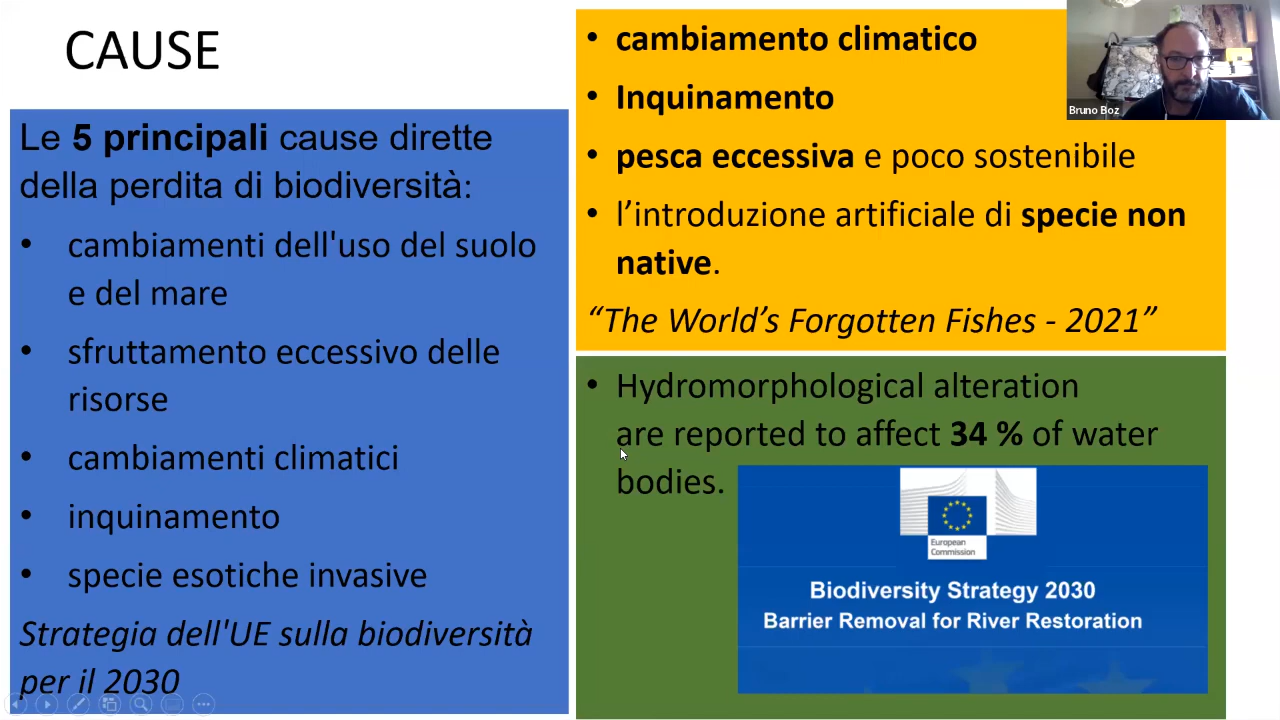 CAUSE
Le 5 principali cause dirette
della perdita di biodiversità:
• cambiamenti dell'uso del suolo
e del mare
• sfruttamento eccessivo delle
risorse
• cambiamenti climatici
• inquinamento
• specie esotiche invasive
Strategia dell'UE sulla biodiversità
per il 2030
• cambiamento climatico
• Inquinamento
• pesca eccessiva e poco sostenibile
• l’introduzione artificiale di specie non
native.
“The World’s Forgotten Fishes - 2021”
• Hydromorphological alteration
are reported to affect 34 % of water
bodies.
European
Commission
Biodiversity Strategy 2030
Barrier Removal for River Restoration
Bruno Boz